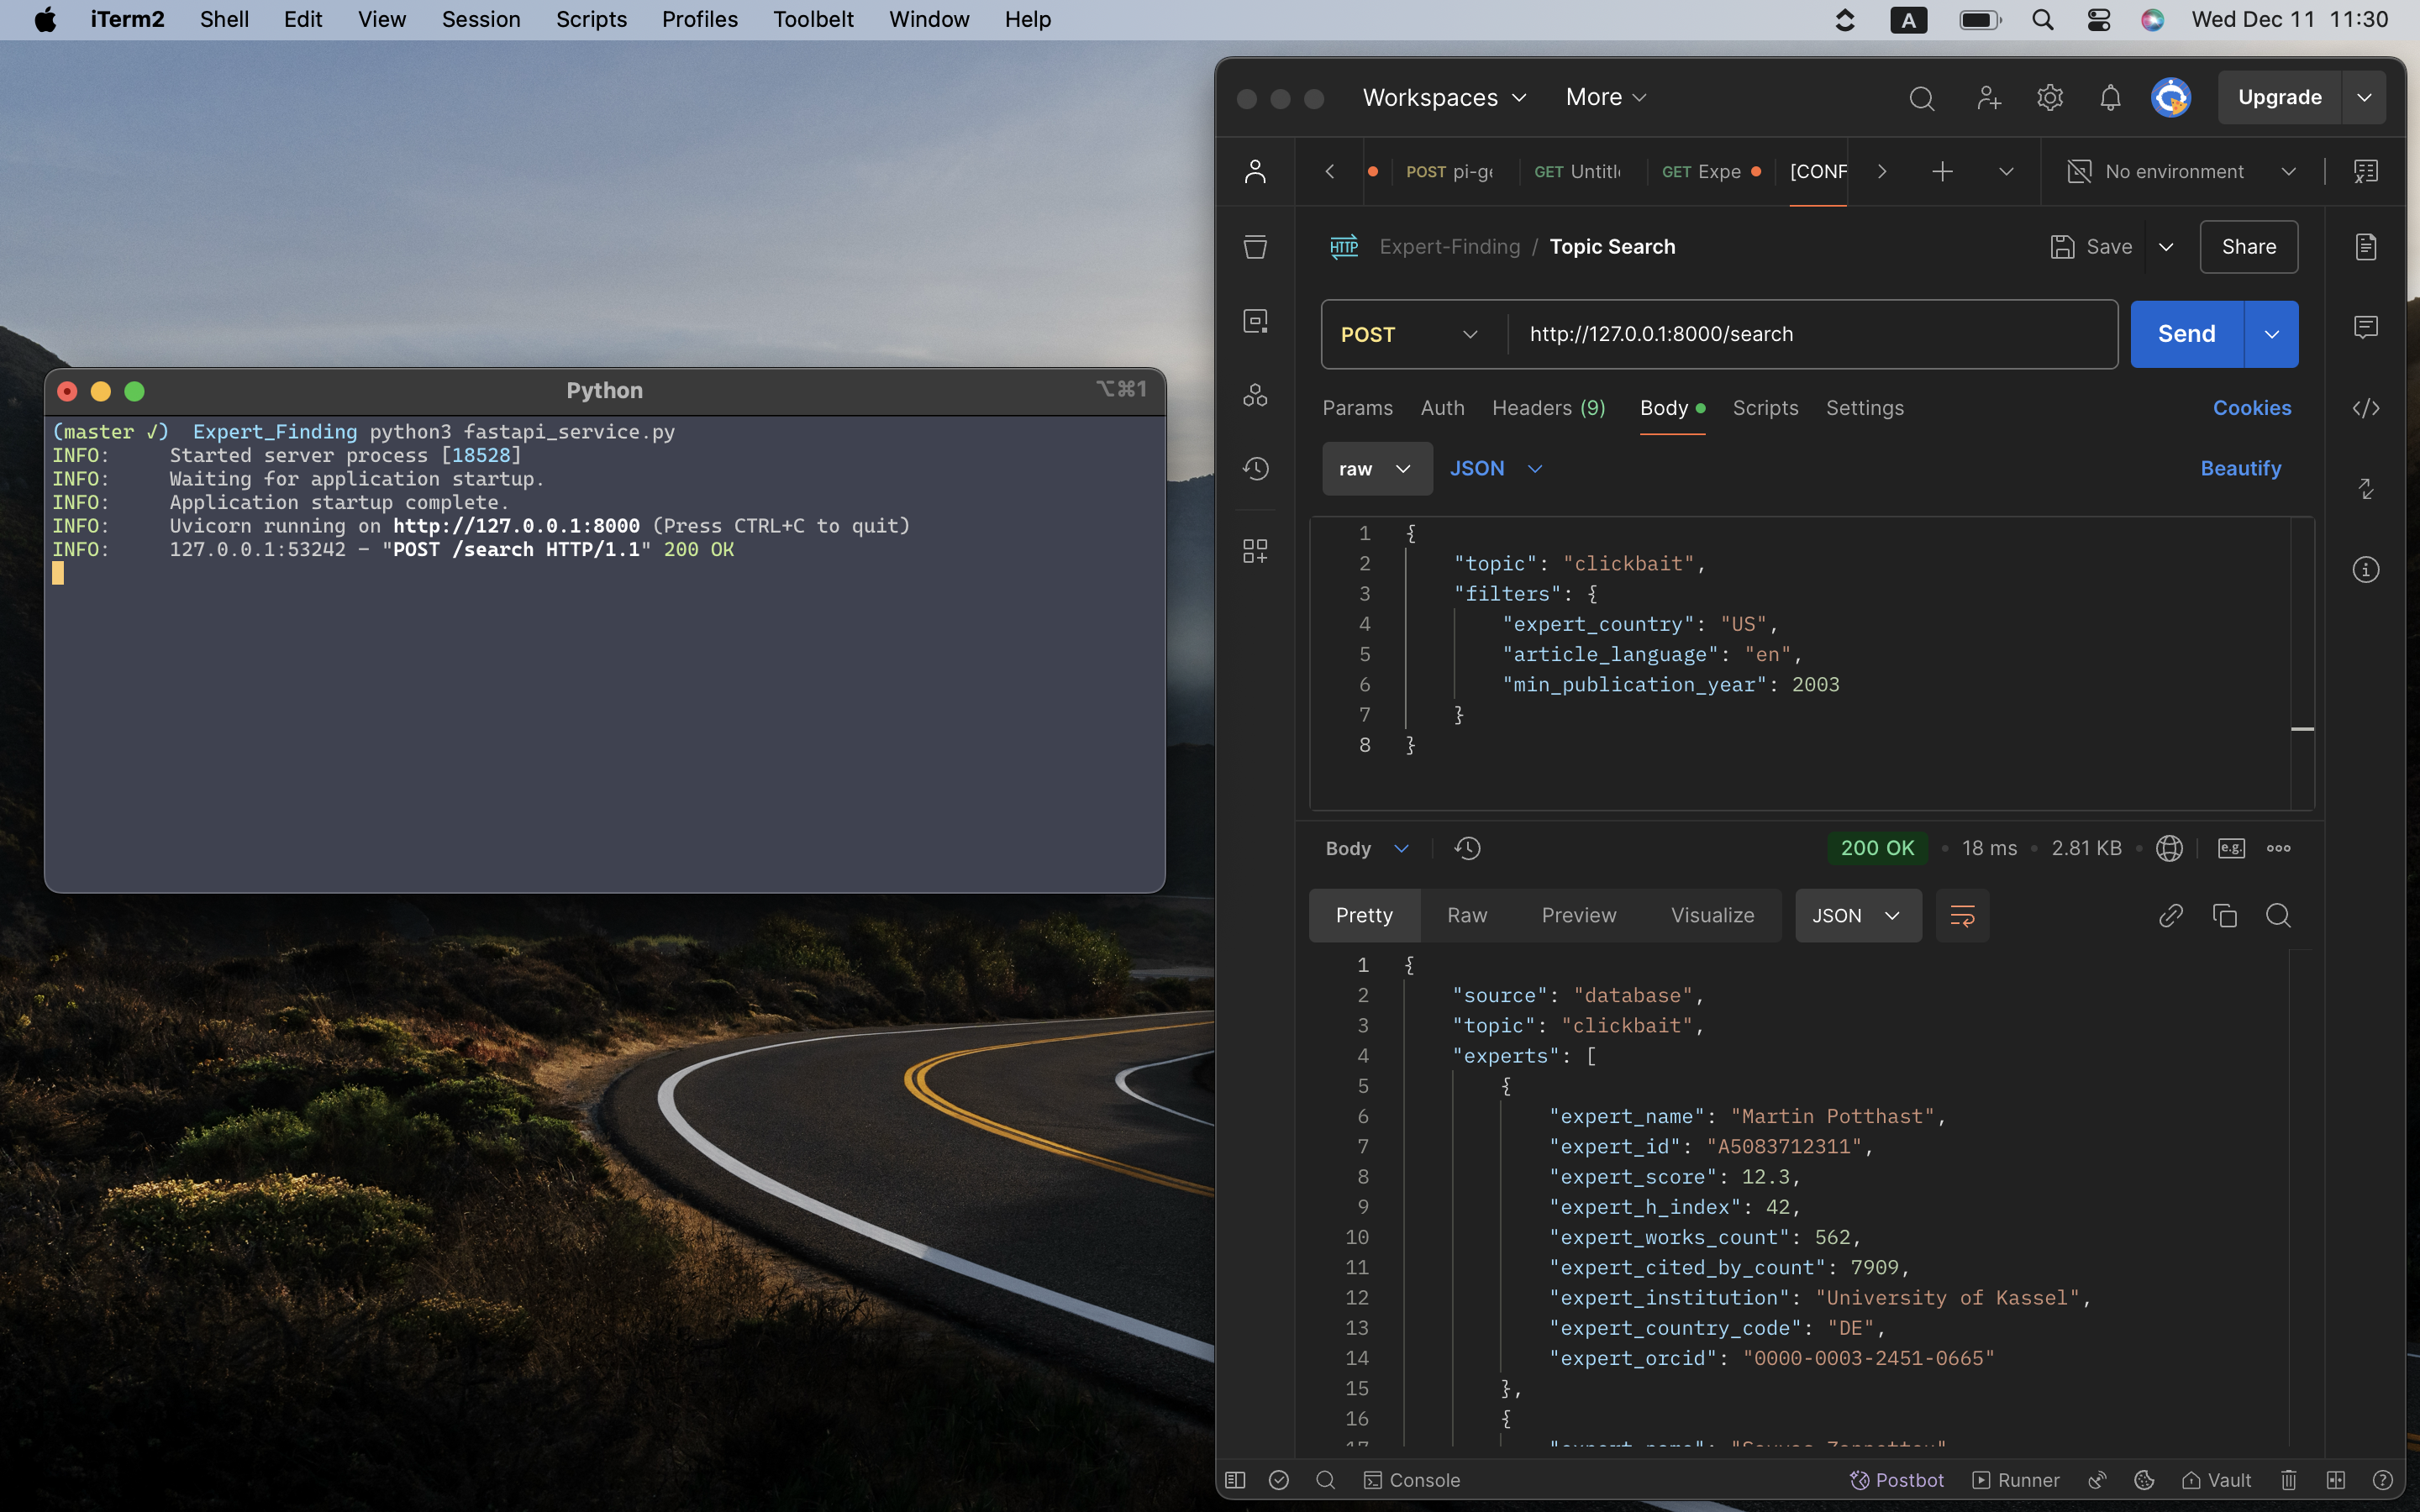 iTerm2 Shell Edit View Session Scripts Profiles Toolbelt Window Help A Wed Dec 11 11:30
Python ⌥⌘1
(master ✓) Expert_Finding python3 fastapi_service.py
INFO: Started server process [18528]
INFO: Waiting for application startup.
INFO: Application startup complete.
INFO: Uvicorn running on http://127.0.0.1:8000 (Press CTRL+C to quit)
INFO: 127.0.0.1:53242 - "POST /search HTTP/1.1" 200 OK
Workspaces More Upgrade
POST pi-ge GET Untitl GET Expe [CONF No environment
HTTP Expert-Finding / Topic Search Save Share
POST http://127.0.0.1:8000/search Send
Params Auth Headers (9) Body Scripts Settings Cookies
raw JSON Beautify
1 {
2 "topic": "clickbait",
3 "filters": {
4 "expert_country": "US",
5 "article_language": "en",
6 "min_publication_year": 2003
7 }
8 }
Body 200 OK • 18 ms • 2.81 KB • e.g.
Pretty Raw Preview Visualize JSON
1 {
2 "source": "database",
3 "topic": "clickbait",
4 "experts": [
5 {
6 "expert_name": "Martin Potthast",
7 "expert_id": "A5083712311",
8 "expert_score": 12.3,
9 "expert_h_index": 42,
10 "expert_works_count": 562,
11 "expert_cited_by_count": 7909,
12 "expert_institution": "University of Kassel",
13 "expert_country_code": "DE",
14 "expert_orcid": "0000-0003-2451-0665"
15 },
16 {
17 "expert_name":
Console Postbot Runner Vault